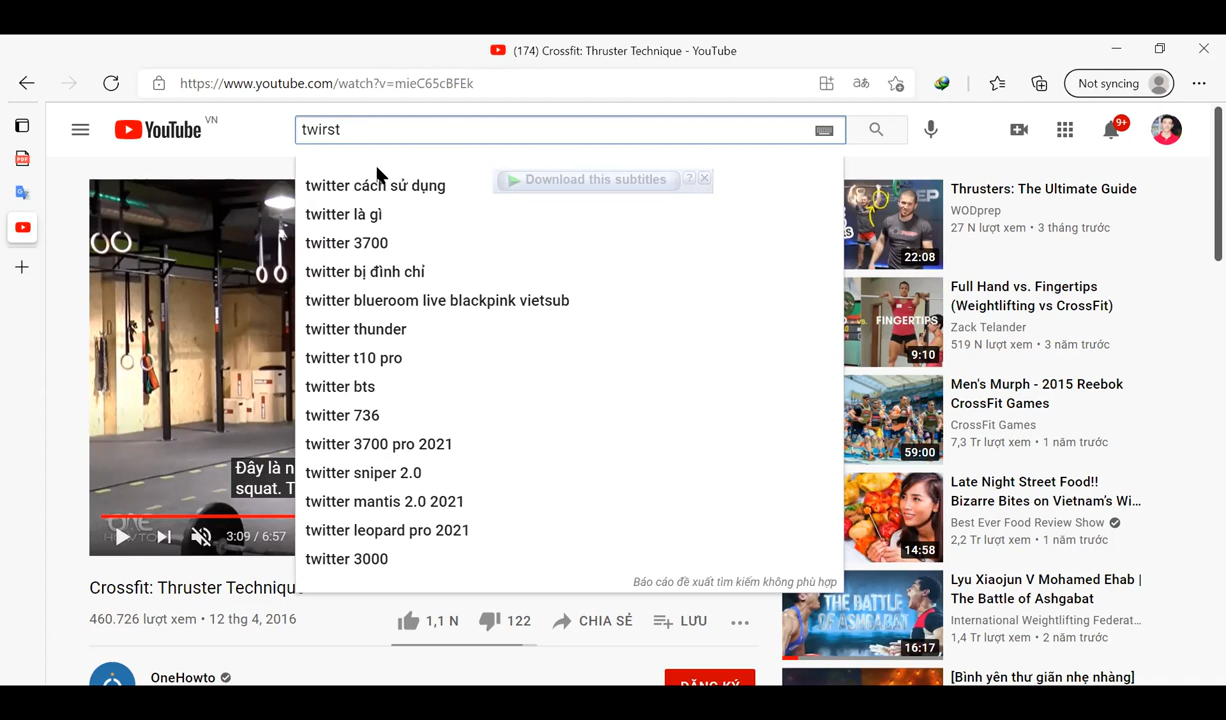 (174) Crossfit: Thruster Technique - YouTube
https://www.youtube.com/watch?v=mieC65cBFEk
Not syncing
YouTube VN
twirst
9+
twitter cách sử dụng
Download this subtitles ? X
twitter là gì
twitter 3700
twitter bị đình chỉ
twitter blueroom live blackpink vietsub
twitter thunder
twitter t10 pro
twitter bts
twitter 736
twitter 3700 pro 2021
twitter sniper 2.0
twitter mantis 2.0 2021
twitter leopard pro 2021
twitter 3000
Báo cáo đề xuất tìm kiếm không phù hợp
Đây là n
squat. T
ONE
HOWTO
3:09 / 6:57
Crossfit: Thruster Technique
460.726 lượt xem • 12 thg 4, 2016
1,1 N
122
CHIA SẺ
LƯU
OneHowto
ĐĂNG KÝ
22:08
Thrusters: The Ultimate Guide
WODprep
27 N lượt xem • 3 tháng trước
FINGERTIPS
9:10
Full Hand vs. Fingertips
(Weightlifting vs CrossFit)
Zack Telander
519 N lượt xem • 3 năm trước
59:00
Men's Murph - 2015 Reebok
CrossFit Games
CrossFit Games
7,3 Tr lượt xem • 1 năm trước
14:58
Late Night Street Food!!
Bizarre Bites on Vietnam's Wi...
Best Ever Food Review Show
2,2 Tr lượt xem • 1 năm trước
THE BATTLE
OF ASHGABAT
16:17
Lyu Xiaojun V Mohamed Ehab |
The Battle of Ashgabat
International Weightlifting Federat...
1,4 Tr lượt xem • 2 năm trước
[Bình yên thư giãn nhẹ nhàng]